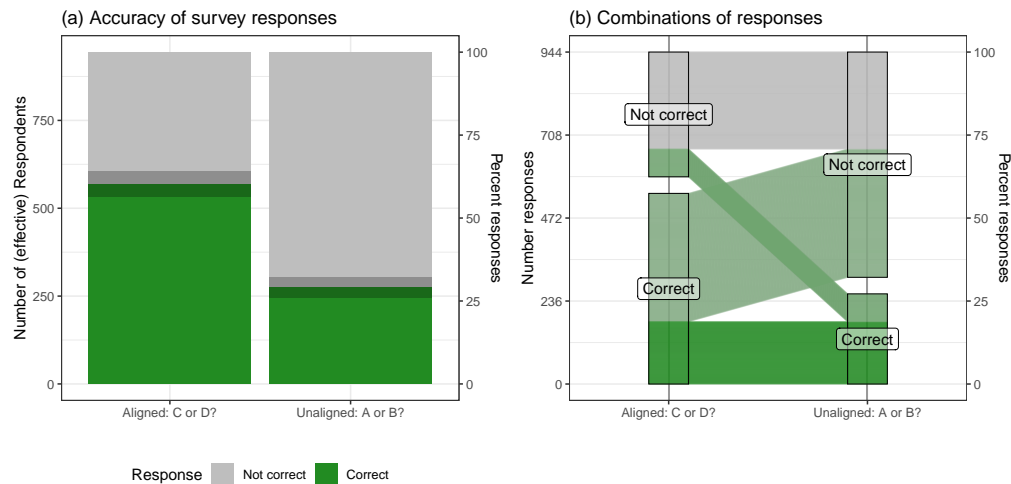 (a) Accuracy of survey responses
Number of (effective) Respondents
750
500
250
0
100
75
50
25
0
Percent responses
Aligned: C or D?
Unaligned: A or B?
Response
Not correct
Correct
(b) Combinations of responses
Number responses
944
708
472
236
0
Not correct
Correct
Not correct
Correct
100
75
50
25
0
Percent responses
Aligned: C or D?
Unaligned: A or B?